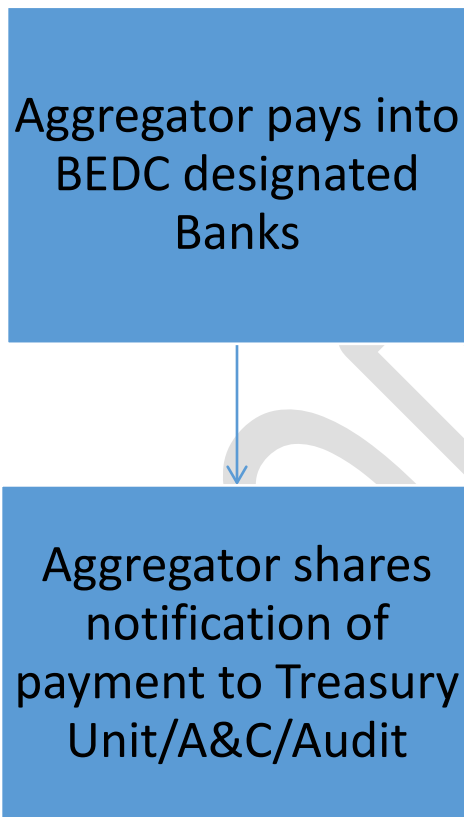 Aggregator pays into
BEDC designated
Banks
Aggregator shares
notification of
payment to Treasury
Unit/A&C/Audit